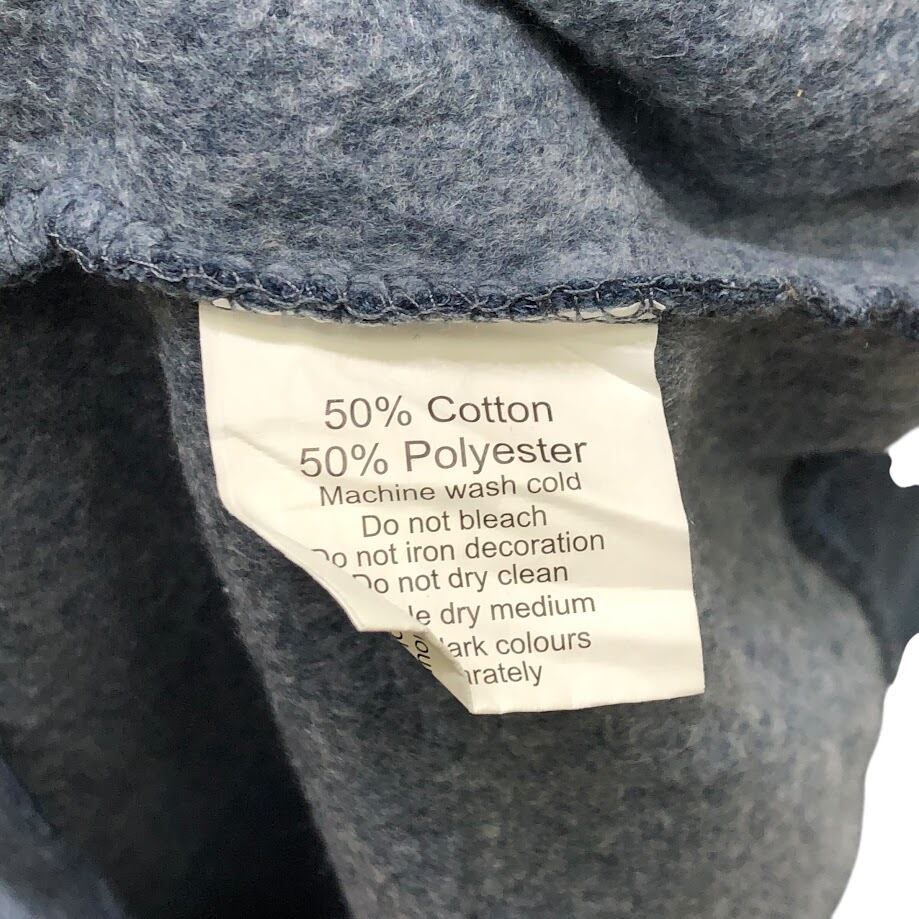 50% Cotton
50% Polyester
Machine wash cold
Do not bleach
Do not iron decoration
Do not dry clean
dry medium
colours